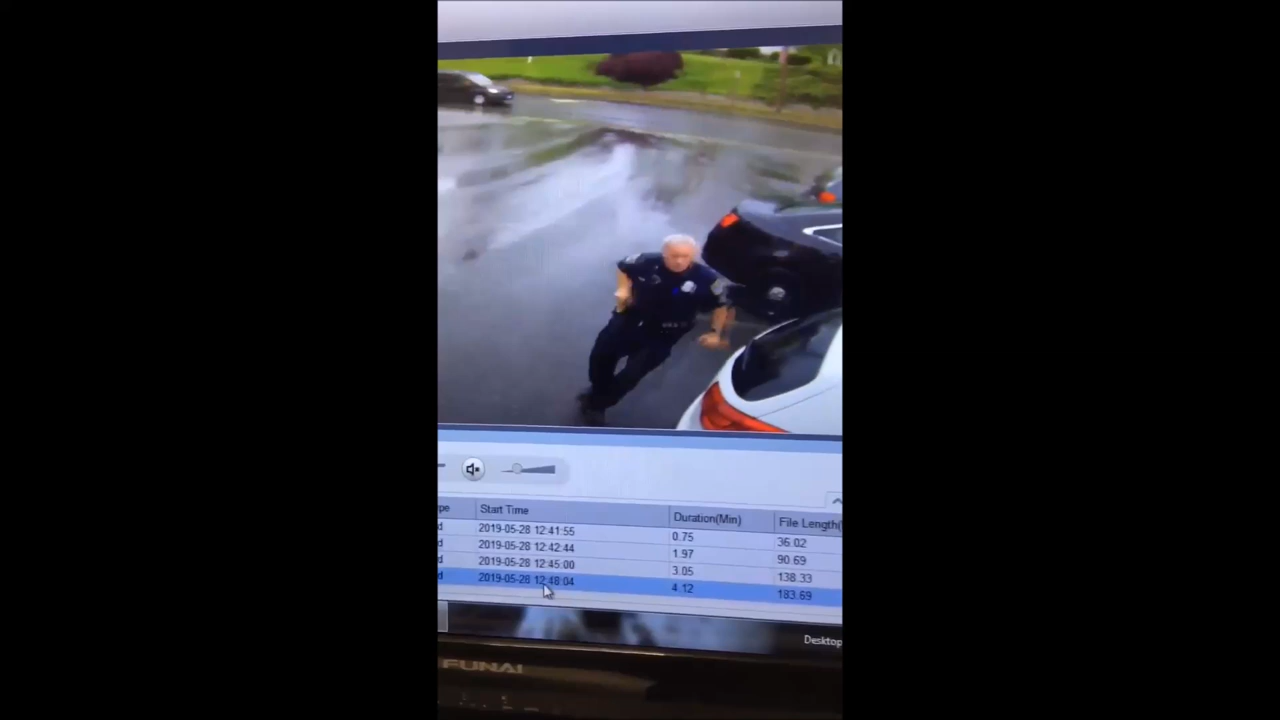 pe Start Time Duration(Min) File Length(
d 2019-05-28 12:41:55 0.75 36.02
d 2019-05-28 12:42:44 1.97 90.69
d 2019-05-28 12:45:00 3.05 138.33
d 2019-05-28 12:48:04 4.12 183.69
Desktop
FUNAI